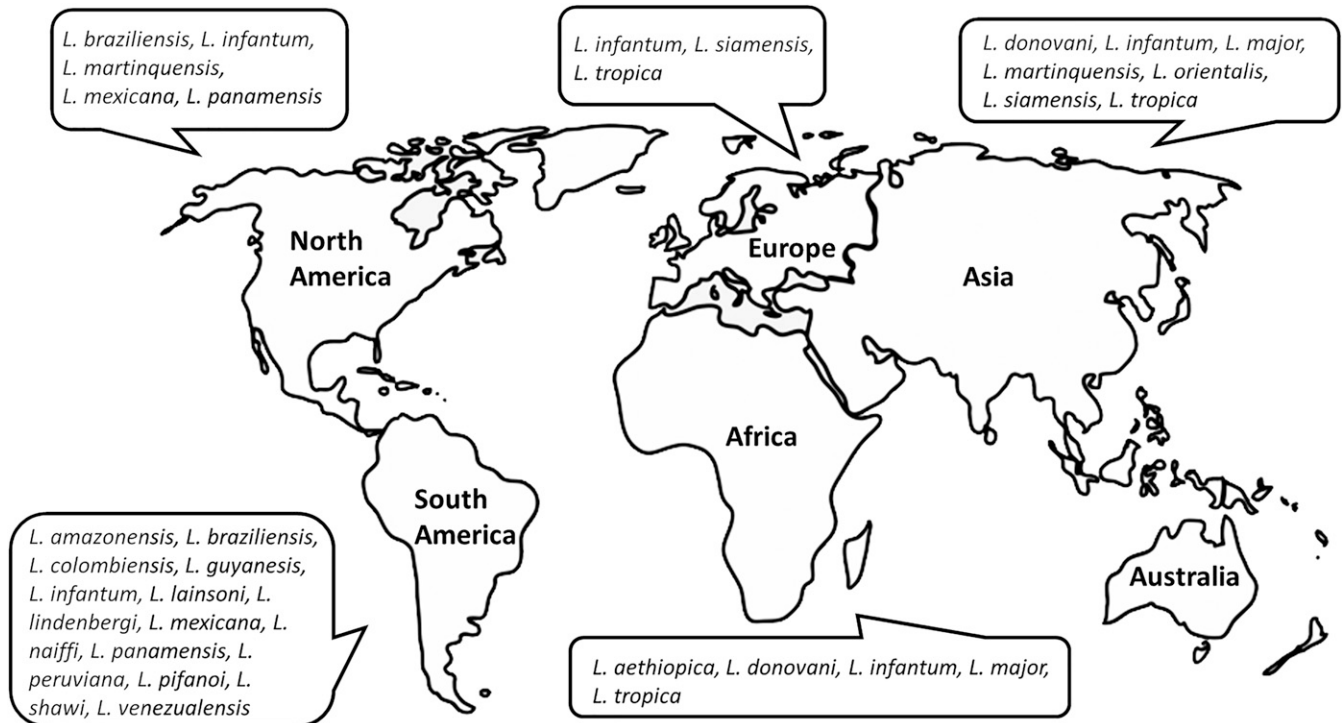 L. braziliensis, L. infantum,
L. martinquensis,
L. mexicana, L. panamensis
L. infantum, L. siamensis,
L. tropica
L. donovani, L. infantum, L. major,
L. martinquensis, L. orientalis,
L. siamensis, L. tropica
North
America
Europe
Asia
Africa
South
America
Australia
L. amazonensis, L. braziliensis,
L. colombiensis, L. guyanesis,
L. infantum, L. lainsoni, L.
lindenbergi, L. mexicana, L.
naiffi, L. panamensis, L.
peruviana, L. pifanoi, L.
shawi, L. venezualensis
L. aethiopica, L. donovani, L. infantum, L. major,
L. tropica